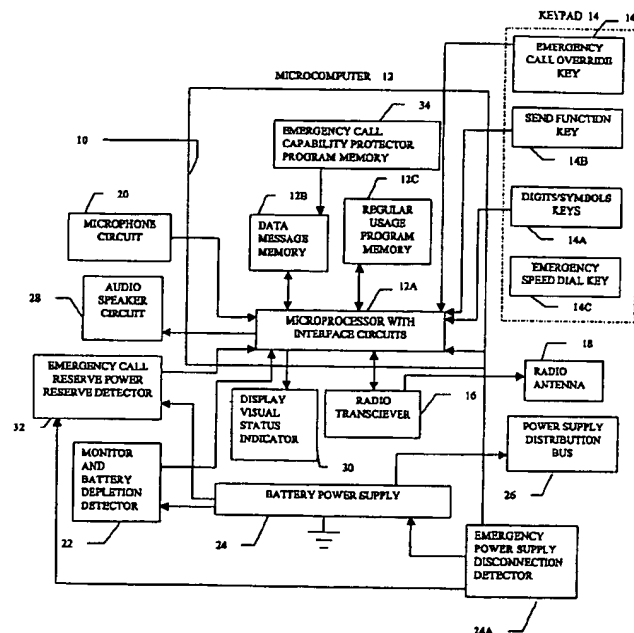 KEYPAD 14
14
EMERGENCY
CALL OVERRIDE
KEY
MICROCOMPUTER 12
34
EMERGENCY CALL
CAPABILITY PROTECTOR
PROGRAM MEMORY
10
SEND FUNCTION
KEY
14B
20
MICROPHONE
CIRCUIT
12B
DATA
MESSAGE
MEMORY
12C
REGULAR
USAGE
PROGRAM
MEMORY
DIGITS/SYMBOLS
KEYS
14A
28
AUDIO
SPEAKER
CIRCUIT
12A
MICROPROCESSOR WITH
INTERFACE CIRCUITS
EMERGENCY
SPEED DIAL KEY
14C
EMERGENCY CALL
RESERVE POWER
RESERVE DETECTOR
32
DISPLAY
VISUAL
STATUS
INDICATOR
30
RADIO
TRANSCIEVER
16
18
RADIO
ANTENNA
MONITOR
AND
BATTERY
DEPLETION
DETECTOR
22
BATTERY POWER SUPPLY
24
POWER SUPPLY
DISTRIBUTION
BUS
26
EMERGENCY
POWER SUPPLY
DISCONNECTION
DETECTOR
24A